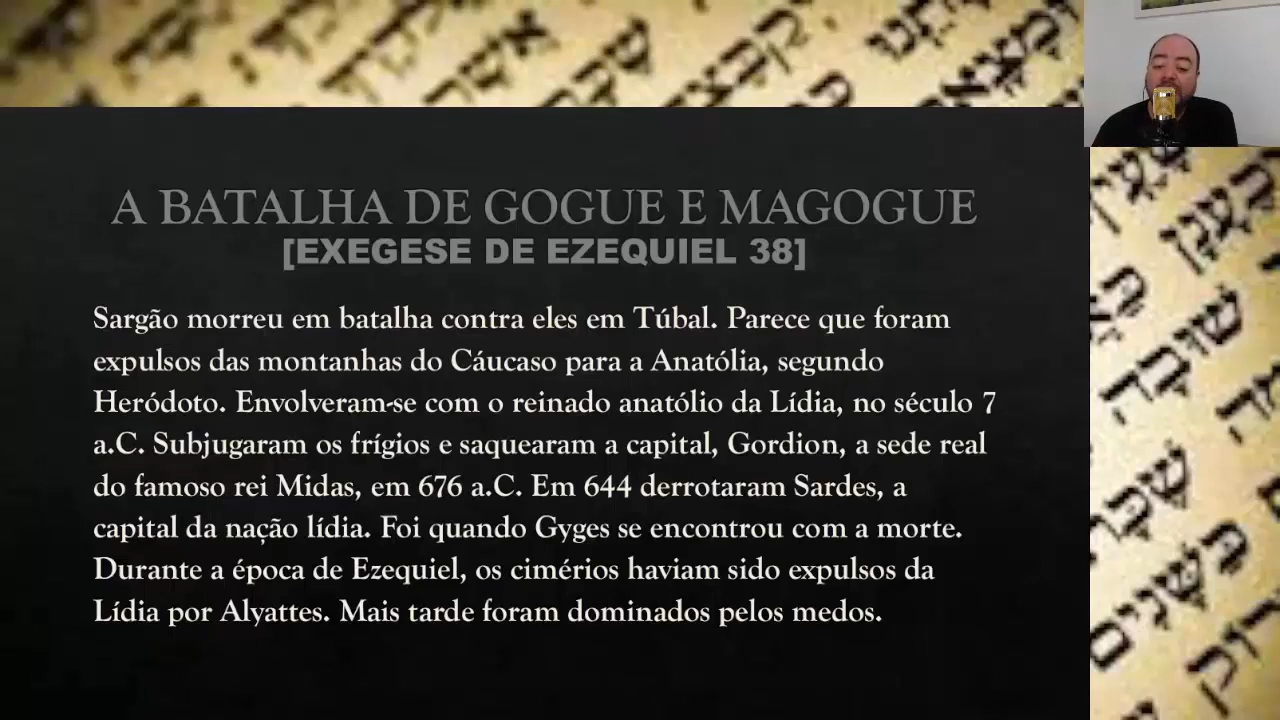 A BATALHA DE GOGUE E MAGOGUE
[EXEGESE DE EZEQUIEL 38]
Sargão morreu em batalha contra eles em Túbal. Parece que foram
expulsos das montanhas do Cáucaso para a Anatólia, segundo
Heródoto. Envolveram-se com o reinado anatólio da Lídia, no século 7
a.C. Subjugaram os frígios e saquearam a capital, Gordion, a sede real
do famoso rei Midas, em 676 a.C. Em 644 derrotaram Sardes, a
capital da nação lídia. Foi quando Gyges se encontrou com a morte.
Durante a época de Ezequiel, os cimérios haviam sido expulsos da
Lídia por Alyattes. Mais tarde foram dominados pelos medos.